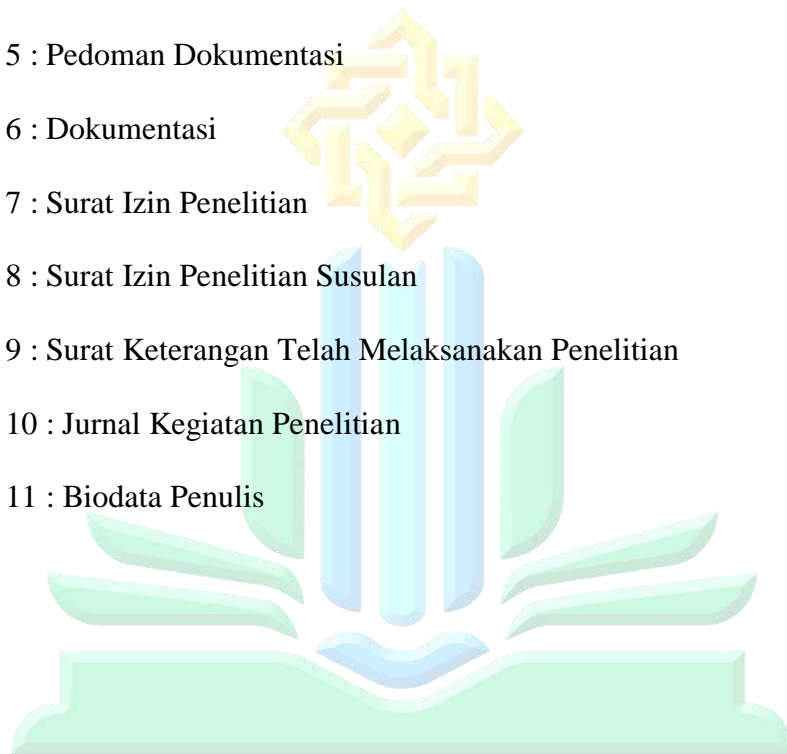 5 : Pedoman Dokumentasi
6 : Dokumentasi
7 : Surat Izin Penelitian
8 : Surat Izin Penelitian Susulan
9 : Surat Keterangan Telah Melaksanakan Penelitian
10 : Jurnal Kegiatan Penelitian
11 : Biodata Penulis